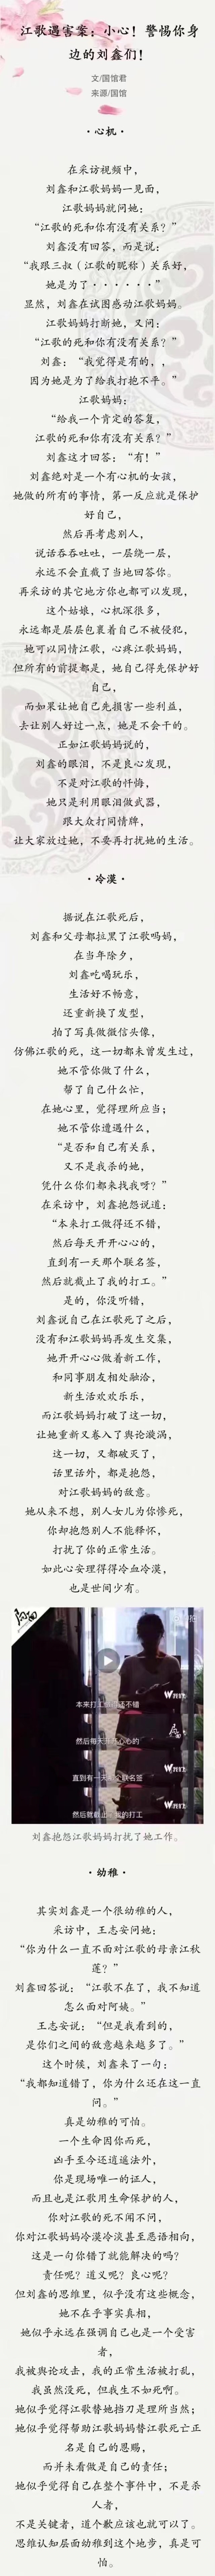 江歌遇害案：小心！警惕你身
边的刘鑫们！
文/国馆君
来源/国馆
·心机·
在采访视频中，
刘鑫和江歌妈妈一见面，
江歌妈妈就问她：
“江歌的死和你有没有关系？”
刘鑫没有回答，而是说：
“我跟三叔（江歌的昵称）关系好，
她是为了······”
显然，刘鑫在试图感动江歌妈妈。
江歌妈妈打断她，又问：
“江歌的死和你有没有关系？”
刘鑫：“我觉得是有的，，
因为她是为了给我打抱不平。”
江歌妈妈：
“给我一个肯定的答复，
江歌的死和你有没有关系？”
刘鑫这才回答：“有！”
刘鑫绝对是一个有心机的女孩，
她做的所有的事情，第一反应就是保护
好自己，
然后再考虑别人，
说话吞吞吐吐，一层绕一层，
永远不会直截了当地回答你。
再采访的其它地方你也都可以发现，
这个姑娘，心机深很多，
永远都是层层包裹着自己不被侵犯，
她可以同情江歌，心疼江歌妈妈，
但所有的前提都是，她自己得先保护好
自己，
而如果让她自己先损害一些利益，
去让别人好过一点，她是不会干的。
正如江歌妈妈说的，
刘鑫的眼泪，不是良心发现，
不是对江歌的忏悔，
她只是利用眼泪做武器，
跟大众打同情牌，
让大家放过她，不要再打扰她的生活。
·冷漠·
据说在江歌死后，
刘鑫和父母都拉黑了江歌吗妈，
在当年除夕，
刘鑫吃喝玩乐，
生活好不畅意，
还重新换了发型，
拍了写真做微信头像，
仿佛江歌的死，这一切都未曾发生过，
她不管你做了什么，
帮了自己什么忙，
在她心里，觉得理所应当；
她不管你遭遇什么，
“是否和自己有关系，
又不是我杀的她，
凭什么你们都来找我呀？”
在采访中，刘鑫抱怨说道：
“本来打工做得还不错，
然后每天开开心心的，
直到有一天那个联名签，
然后就截止了我的打工。”
是的，你没听错，
刘鑫说自己在江歌死了之后，
没有和江歌妈妈再发生交集，
她开开心心做着新工作，
和同事朋友相处融洽，
新生活欢欢乐乐，
而江歌妈妈打破了这一切，
让她重新又卷入了舆论漩涡，
这一切，又都破灭了，
话里话外，都是抱怨，
对江歌妈妈的敌意。
她从来不想，别人女儿为你惨死，
你却抱怨别人不能释怀，
打扰了你的正常生活。
如此心安理得得冷血冷漠，
也是世间少有。
本来打工做得还不错
然后每天开开心心的
直到有一天那个联名签
然后就截止了我的打工
刘鑫抱怨江歌妈妈打扰了她工作。
·幼稚·
其实刘鑫是一个很幼稚的人，
采访中，王志安问她：
“你为什么一直不面对江歌的母亲江秋
莲？”
刘鑫回答说：“江歌不在了，我不知道
怎么面对阿姨。”
王志安说：“但是我看到的，
是你们之间的敌意越来越多了。”
这个时候，刘鑫来了一句：
“我都知道错了，你为什么还在这一直
问。”
真是幼稚的可怕。
一个生命因你而死，
凶手至今还逍遥法外，
你是现场唯一的证人，
而且也是江歌用生命保护的人，
你对江歌的死不闻不问，
你对江歌妈妈冷漠冷淡甚至恶语相向，
这是一句你错了就能解决的吗？
责任呢？道义呢？良心呢？
但刘鑫的思维里，似乎没有这些概念，
她不在乎事实真相，
她似乎永远在强调自己也是一个受害
者，
我被舆论攻击，我的正常生活被打乱，
我虽然没死，但我生不如死啊。
她似乎觉得江歌替她挡刀是理所当然；
她似乎觉得帮助江歌妈妈替江歌死亡正
名是自己的恩赐，
而并未看做是自己的责任；
她似乎觉得自己在整个事件中，不是杀
人者，
不是关键者，道个歉应该也就可以了。
思维认知层面幼稚到这个地步，真是可
怕。